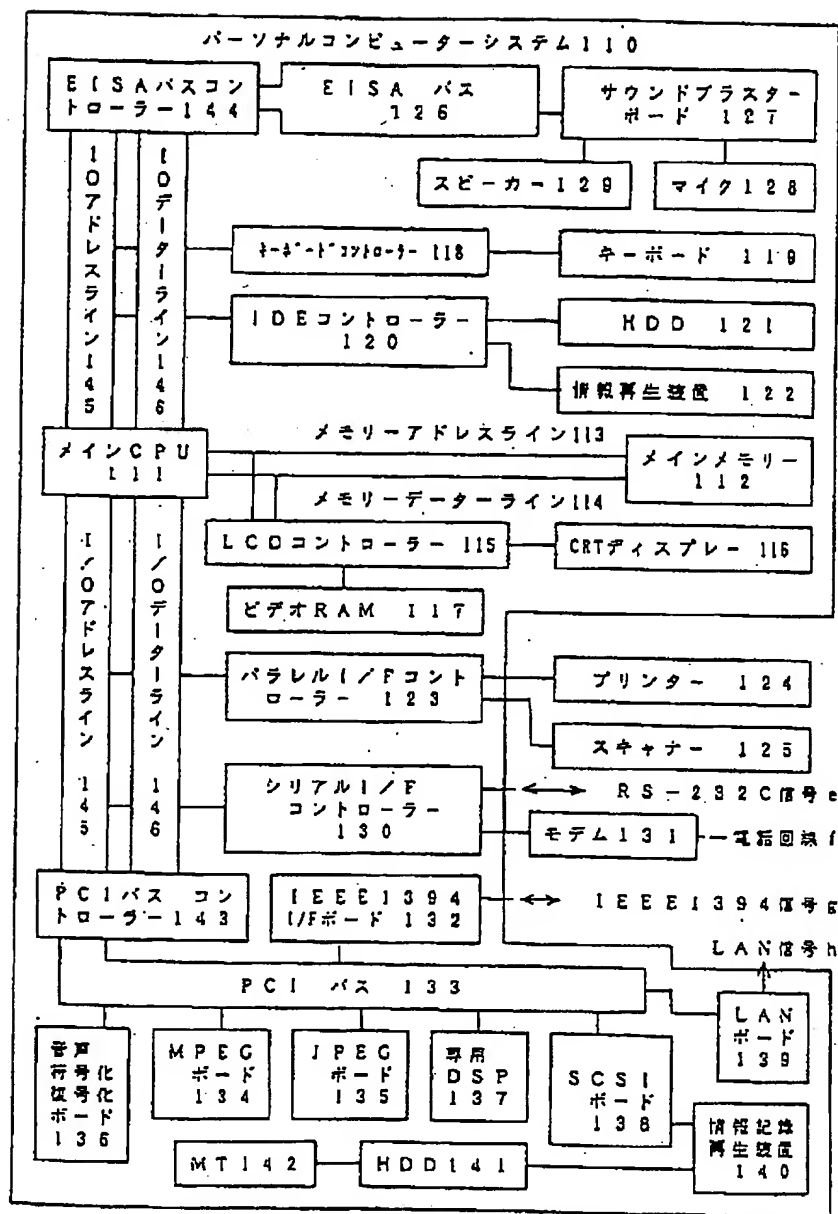 パーソナルコンピューターシステム110
EISAバスコン
トローラー144
EISA バス
126
サウンドブラスター
ボード 127
スピーカー129
マイク128
IOアドレスライン145
IOデーターライン146
キーボードコントローラー 118
キーボード 119
IDEコントローラー
120
HDD 121
情報再生装置 122
メモリーアドレスライン113
メインCPU
111
メインメモリー
112
メモリーデーターライン114
LCDコントローラー 115
CRTディスプレー 116
ビデオRAM 117
I/Oアドレスライン 145
I/Oデーターライン 146
パラレルI/Fコント
ローラー 123
プリンター 124
スキャナー 125
シリアルI/F
コントローラー
130
RS-232C信号e
モデム131
電話回線f
PCIバス コン
トローラー143
IEEE1394
I/Fボード 132
IEEE1394信号g
LAN信号h
PCI バス 133
LAN
ボード
139
音声
符号化
復号化
ボード
136
MPEG
ボード
134
JPEG
ボード
135
専用
DSP
137
SCSI
ボード
138
情報記録
再生装置
140
MT142
HDD141